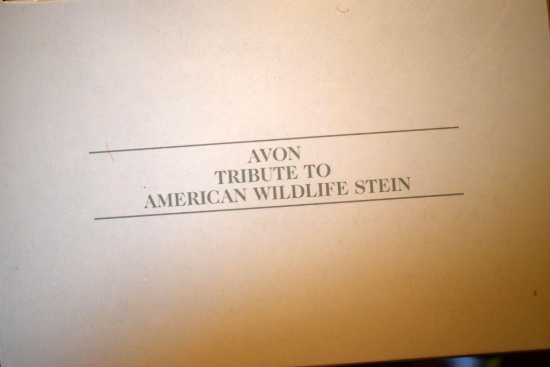 AVON
TRIBUTE TO
AMERICAN WILDLIFE STEIN